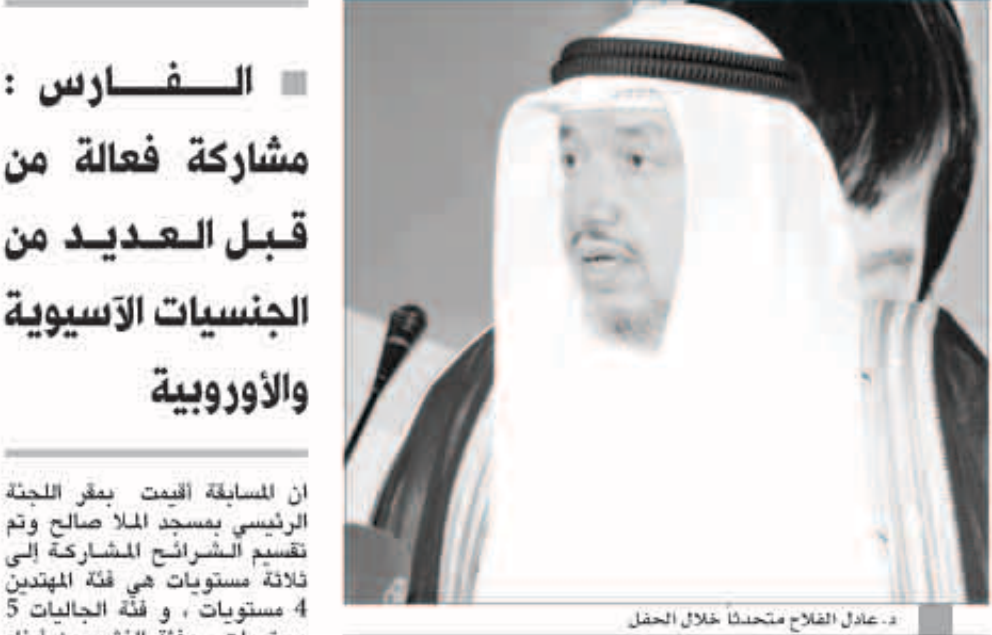 الفارس :
مشاركة فعالة من
قبل العديد من
الجنسيات الآسيوية
والأوروبية
ان المسابقة أقيمت بمقر اللجنة
الرئيسي بمسجد الملا صالح وتم
تقسيم الشرائح المشاركة إلى
ثلاثة مستويات هي فئة المهتدين
4 مستويات ، و فئة الجاليات 5
د. عادل الفلاح متحدثاً خلال الحفل